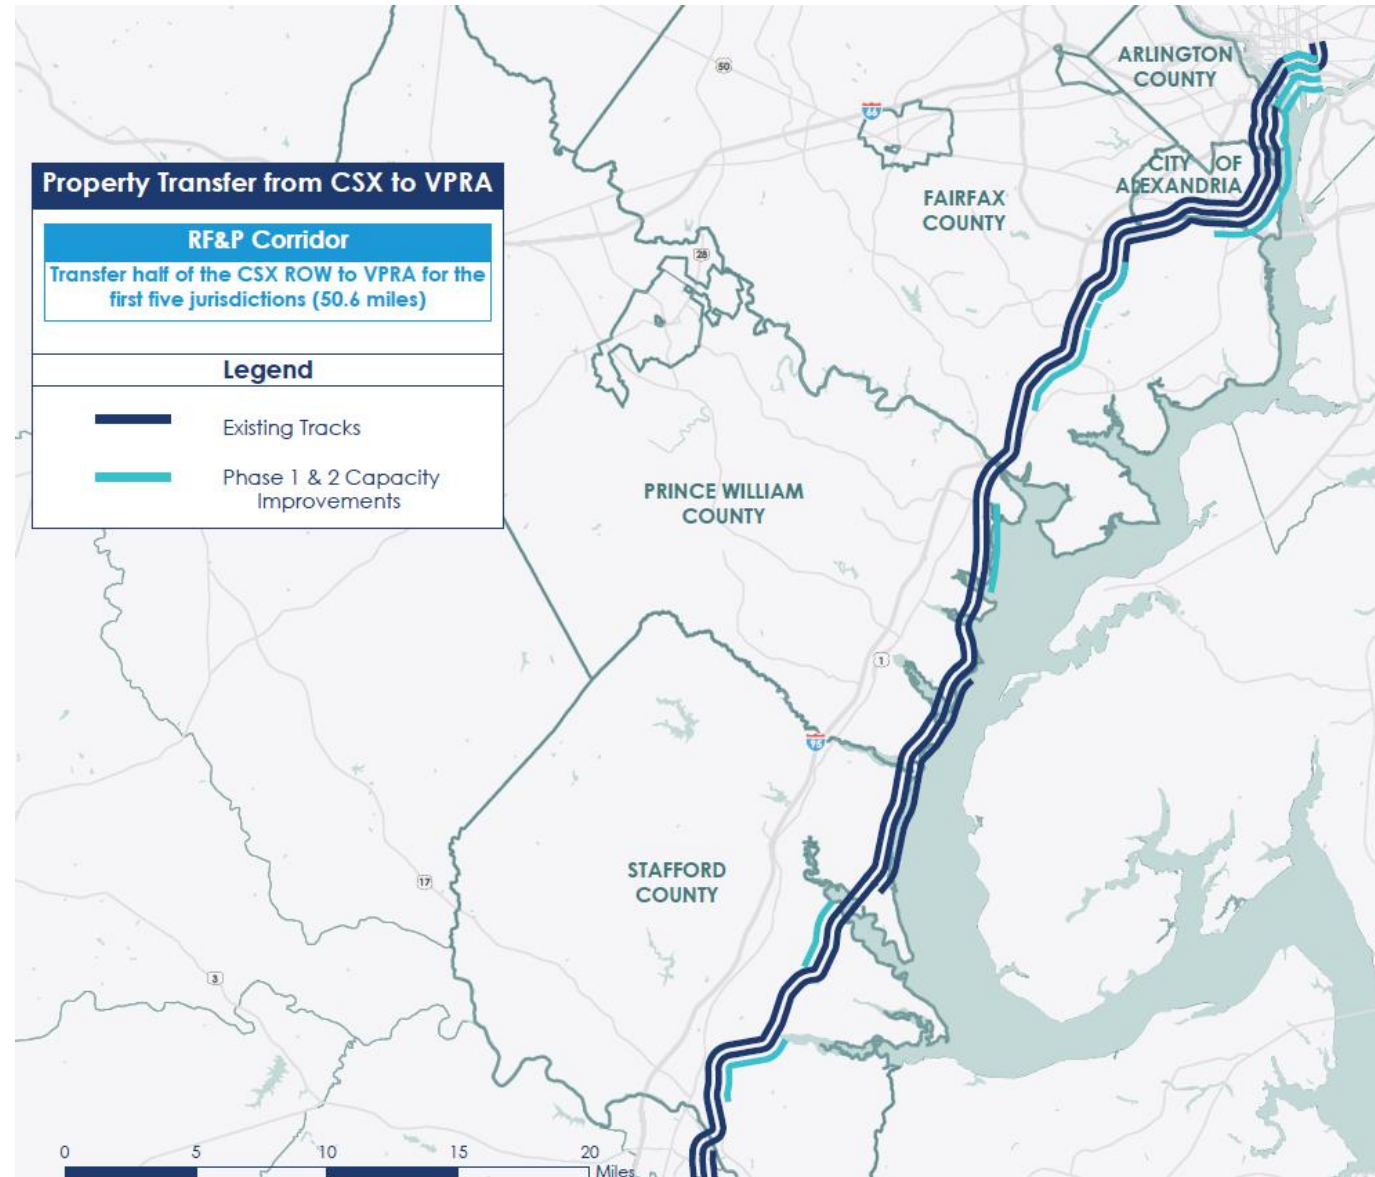 ARLINGTON
COUNTY
50
66
Property Transfer from CSX to VPRA
RF&P Corridor
Transfer half of the CSX ROW to VPRA for the
first five jurisdictions (50.6 miles)
Legend
Existing Tracks
Phase 1 & 2 Capacity
Improvements
CITY OF
ALEXANDRIA
FAIRFAX
COUNTY
28
PRINCE WILLIAM
COUNTY
1
95
STAFFORD
COUNTY
17
3
0 5 10 15 20
Miles